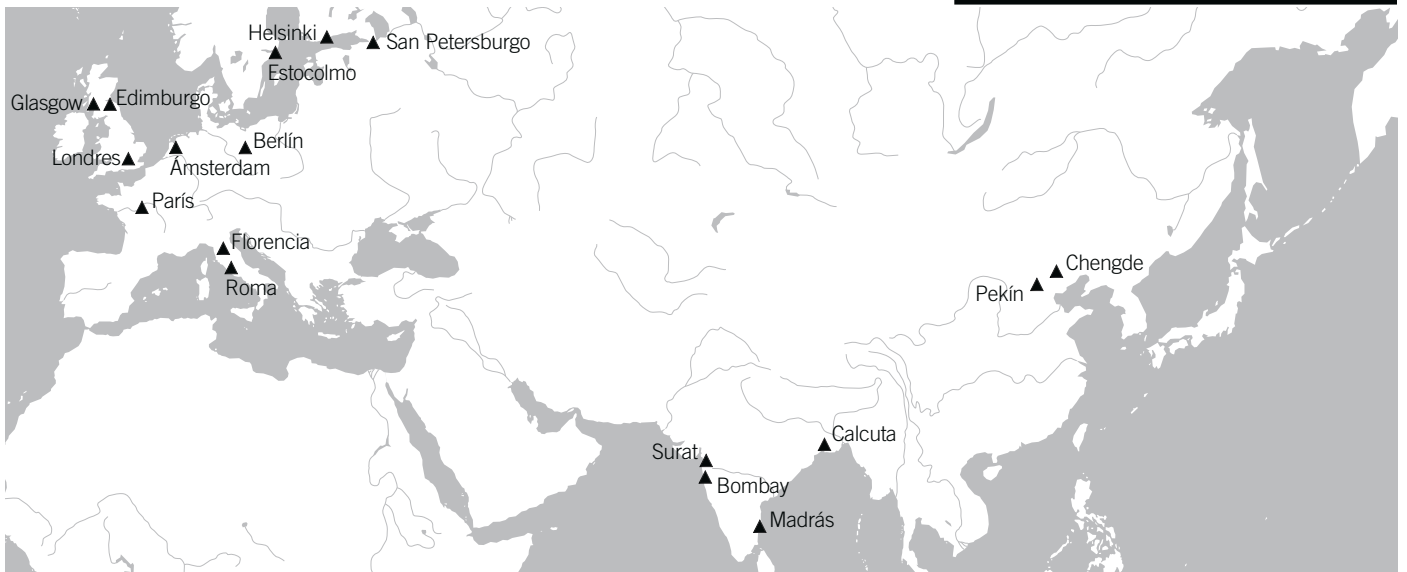 Helsinki
San Petersburgo
Estocolmo
Glasgow
Edimburgo
Berlín
Londres
Ámsterdam
París
Florencia
Roma
Chengde
Pekín
Calcuta
Surat
Bombay
Madrás